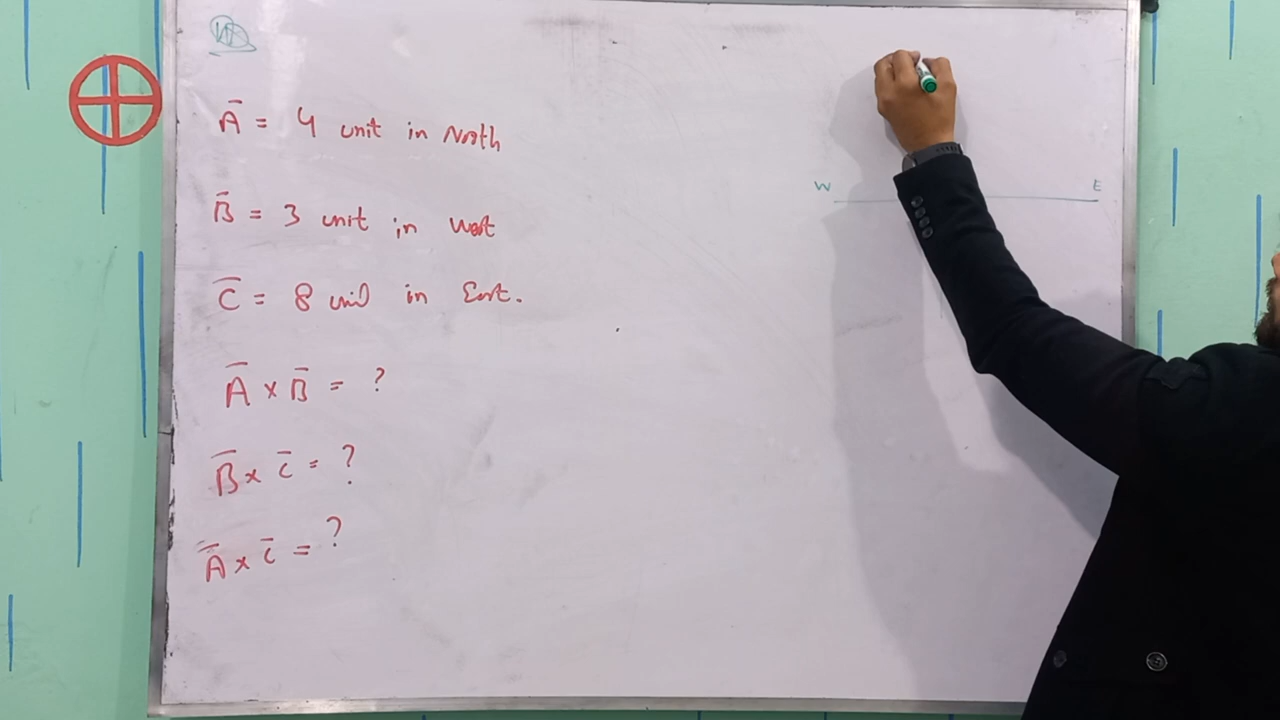 A̅ = 4 unit in North
B̅ = 3 unit in West
C̅ = 8 unit in East.
A̅ × B̅ = ?
B̅ × C̅ = ?
A̅ × C̅ = ?
W E